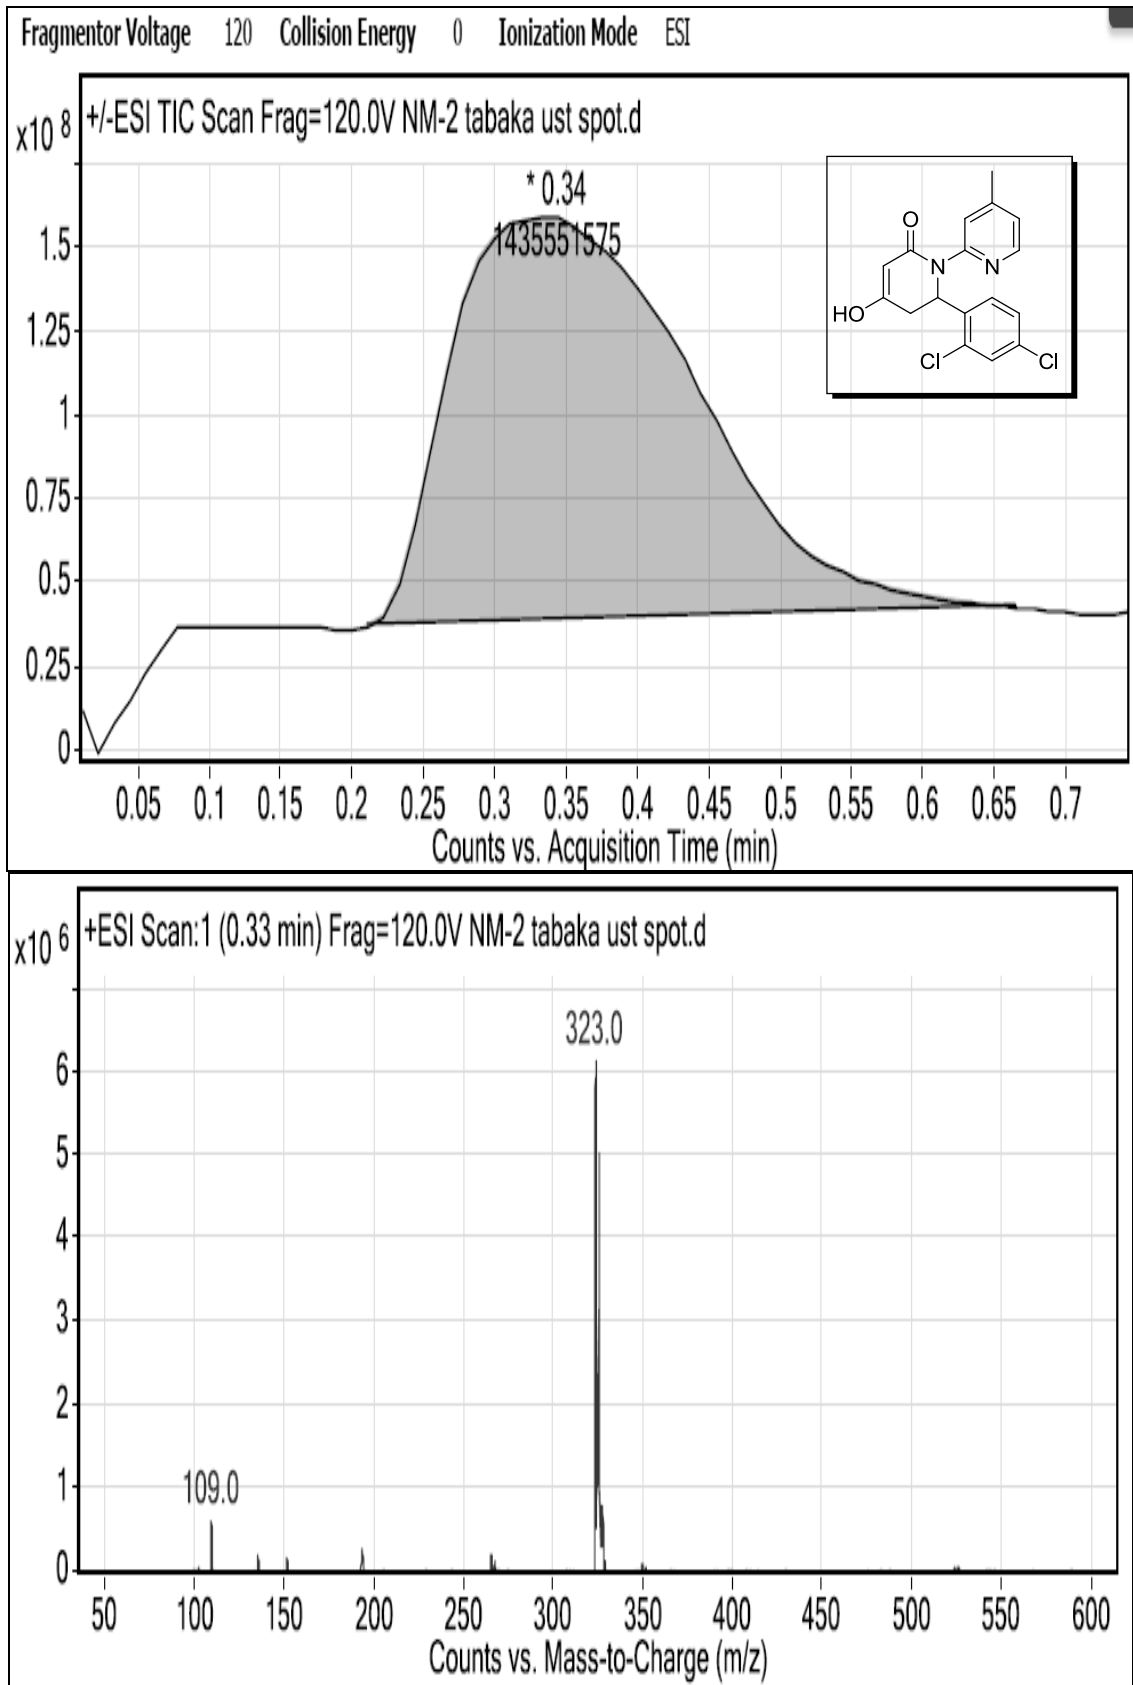 Fragmentor Voltage 120 Collision Energy 0 Ionization Mode ESI
x10 8
+/-ESI TIC Scan Frag=120.0V NM-2 tabaka ust spot.d
* 0.34
1435551575
1.5
1.25
1
0.75
0.5
0.25
0
O
N
N
HO
Cl
Cl
0.05 0.1 0.15 0.2 0.25 0.3 0.35 0.4 0.45 0.5 0.55 0.6 0.65 0.7
Counts vs. Acquisition Time (min)
x10 6
+ESI Scan:1 (0.33 min) Frag=120.0V NM-2 tabaka ust spot.d
323.0
6
5
4
3
2
1
109.0
0
50 100 150 200 250 300 350 400 450 500 550 600
Counts vs. Mass-to-Charge (m/z)